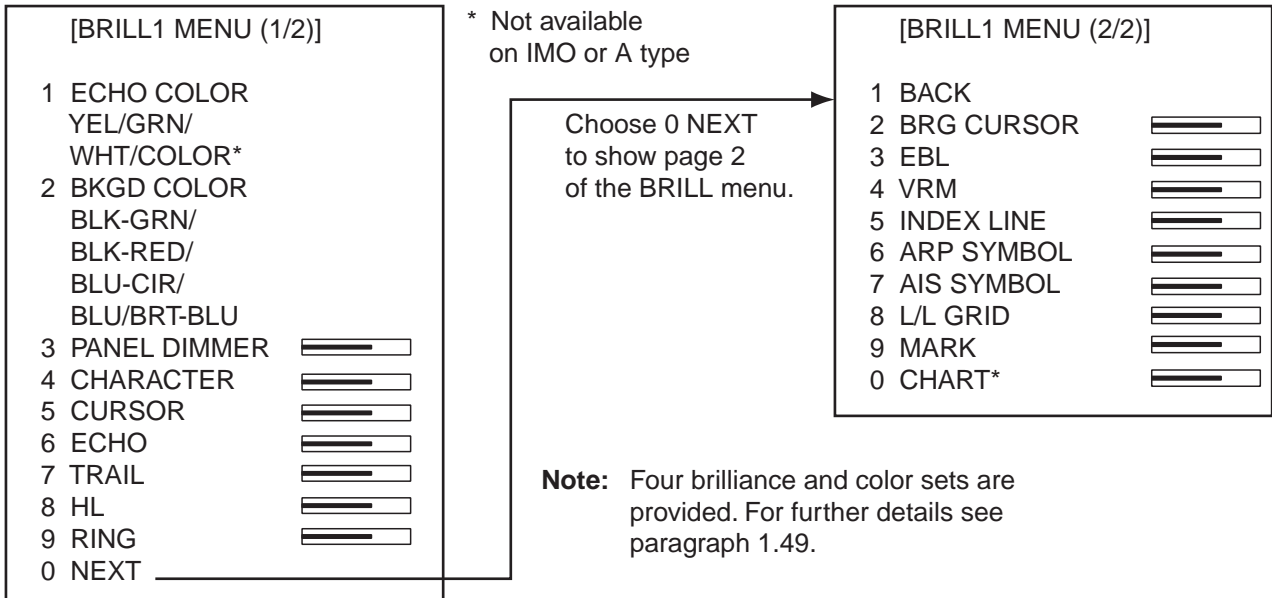 [BRILL1 MENU (1/2)]
1 ECHO COLOR
YEL/GRN/
WHT/COLOR*
2 BKGD COLOR
BLK-GRN/
BLK-RED/
BLU-CIR/
BLU/BRT-BLU
3 PANEL DIMMER
4 CHARACTER
5 CURSOR
6 ECHO
7 TRAIL
8 HL
9 RING
0 NEXT
* Not available
on IMO or A type
Choose 0 NEXT
to show page 2
of the BRILL menu.
[BRILL1 MENU (2/2)]
1 BACK
2 BRG CURSOR
3 EBL
4 VRM
5 INDEX LINE
6 ARP SYMBOL
7 AIS SYMBOL
8 L/L GRID
9 MARK
0 CHART*
Note: Four brilliance and color sets are
provided. For further details see
paragraph 1.49.